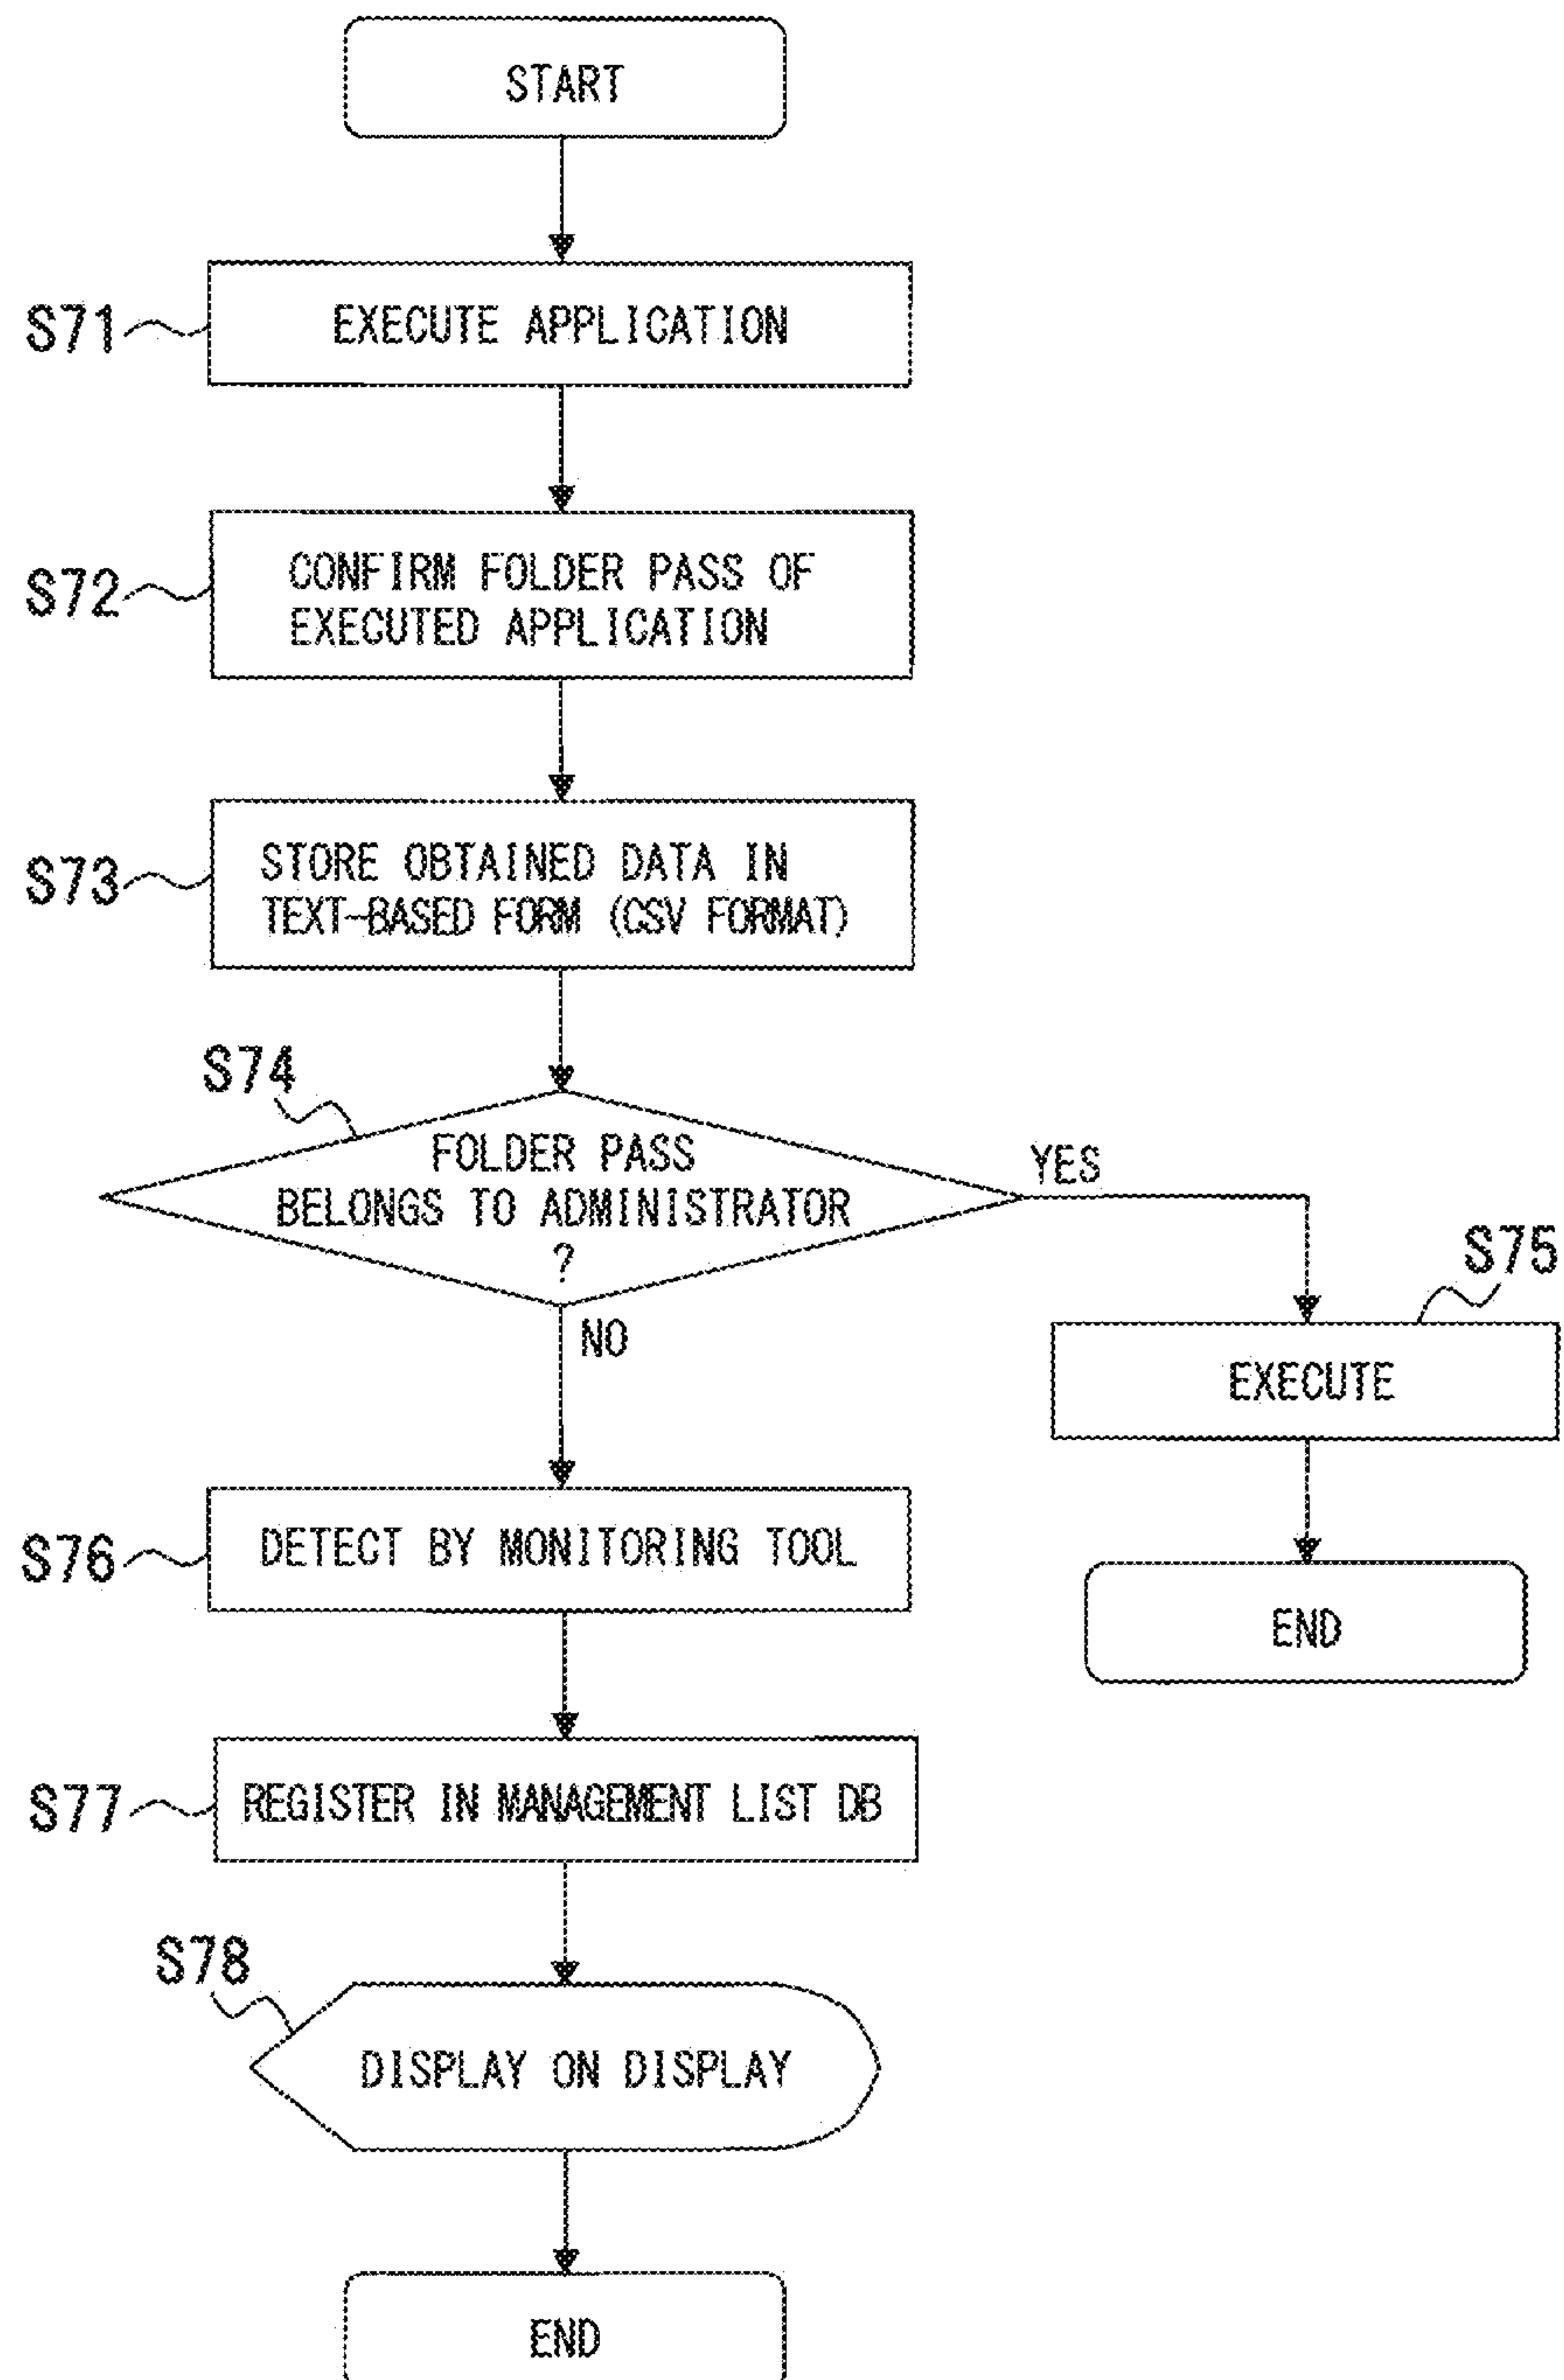 START
S71
EXECUTE APPLICATION
S72
CONFIRM FOLDER PASS OF
EXECUTED APPLICATION
S73
STORE OBTAINED DATA IN
TEXT-BASED FORM (CSV FORMAT)
S74
FOLDER PASS
BELONGS TO ADMINISTRATOR
?
YES
S75
EXECUTE
END
NO
S76
DETECT BY MONITORING TOOL
S77
REGISTER IN MANAGEMENT LIST DB
S78
DISPLAY ON DISPLAY
END